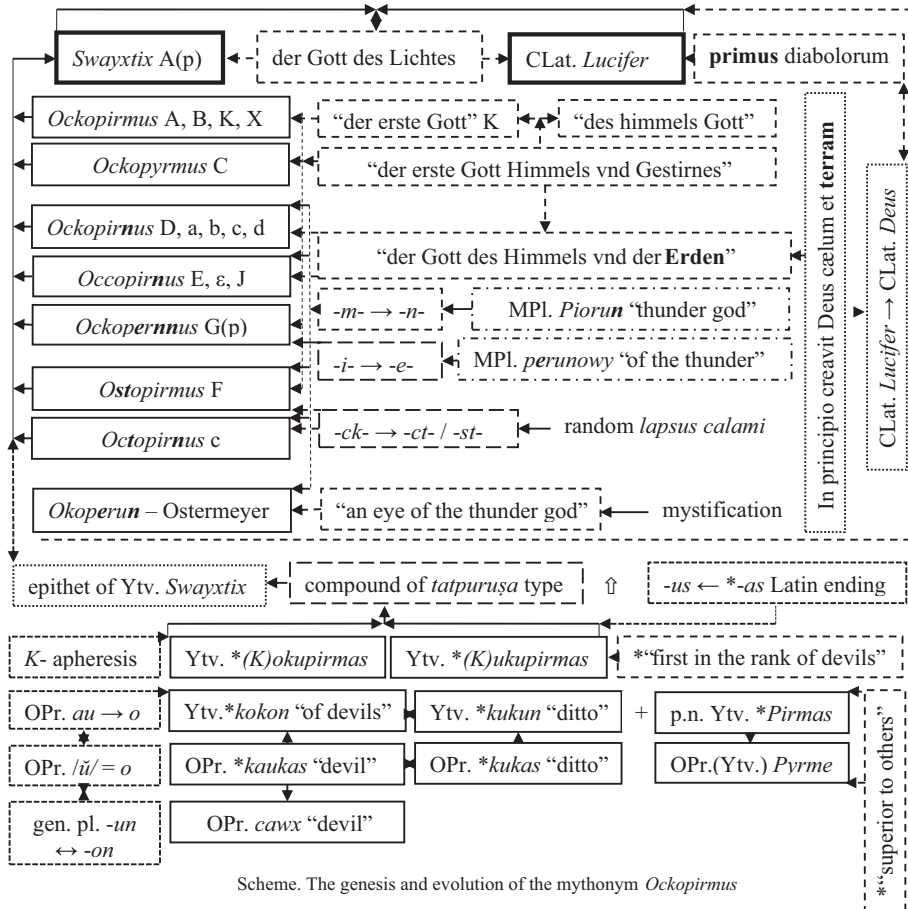 Swayxtix A(p)
der Gott des Lichtes
CLat. Lucifer
primus diabolorum
Ockopirmus A, B, K, X
"der erste Gott" K
"des himmels Gott"
Ockopyrmus C
"der erste Gott Himmels vnd Gestirnes"
Ockopirnus D, a, b, c, d
"der Gott des Himmels vnd der Erden"
Occopirnus E, ε, J
Ockopernnus G(p)
-m- → -n-
MPl. Piorun "thunder god"
-i- → -e-
MPl. perunowy "of the thunder"
Ostopirmus F
Octopirnus c
-ck- → -ct- / -st-
random lapsus calami
Okoperun – Ostermeyer
"an eye of the thunder god"
mystification
In principio creavit Deus cælum et terram
CLat. Lucifer → CLat. Deus
epithet of Ytv. Swayxtix
compound of tatpuruṣa type
⇧
-us ← *-as Latin ending
K- apheresis
Ytv. *(K)okupirmas
Ytv. *(K)ukupirmas
*"first in the rank of devils"
OPr. au → o
Ytv.*kokon "of devils"
Ytv. *kukun "ditto"
+
p.n. Ytv. *Pirmas
OPr. /ŭ/ = o
OPr. *kaukas "devil"
OPr. *kukas "ditto"
OPr.(Ytv.) Pyrme
gen. pl. -un
↔ -on
OPr. cawx "devil"
*"superior to others"
Scheme. The genesis and evolution of the mythonym Ockopirmus